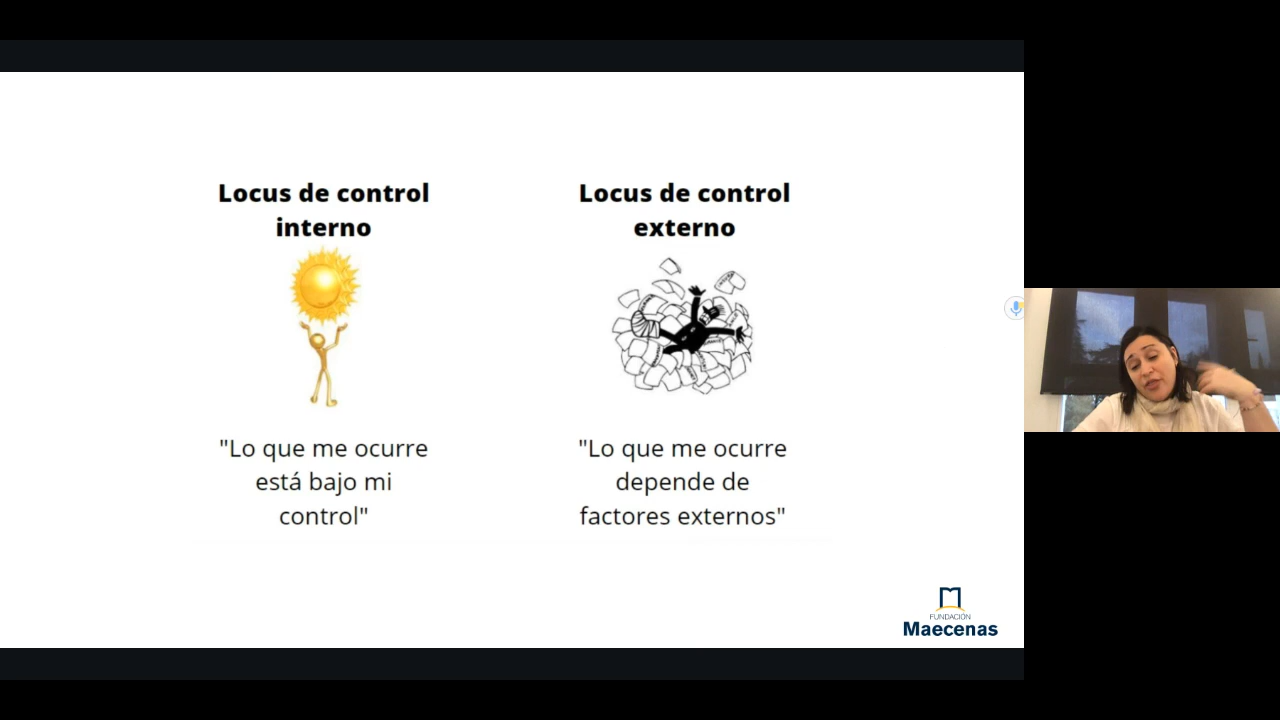 Locus de control
interno
"Lo que me ocurre
está bajo mi
control"
Locus de control
externo
"Lo que me ocurre
depende de
factores externos"
FUNDACIÓN
Maecenas